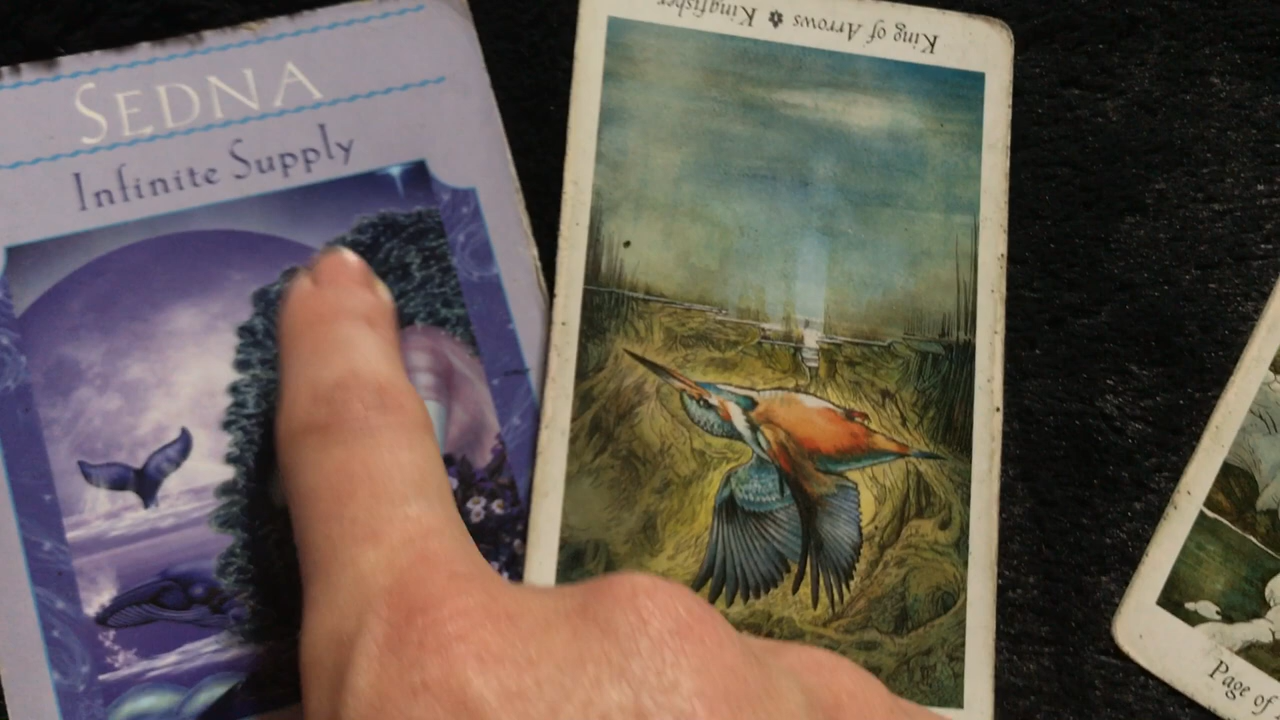 SEDNA
Infinite Supply
King of Arrows ✽ Kingfisher
Page of